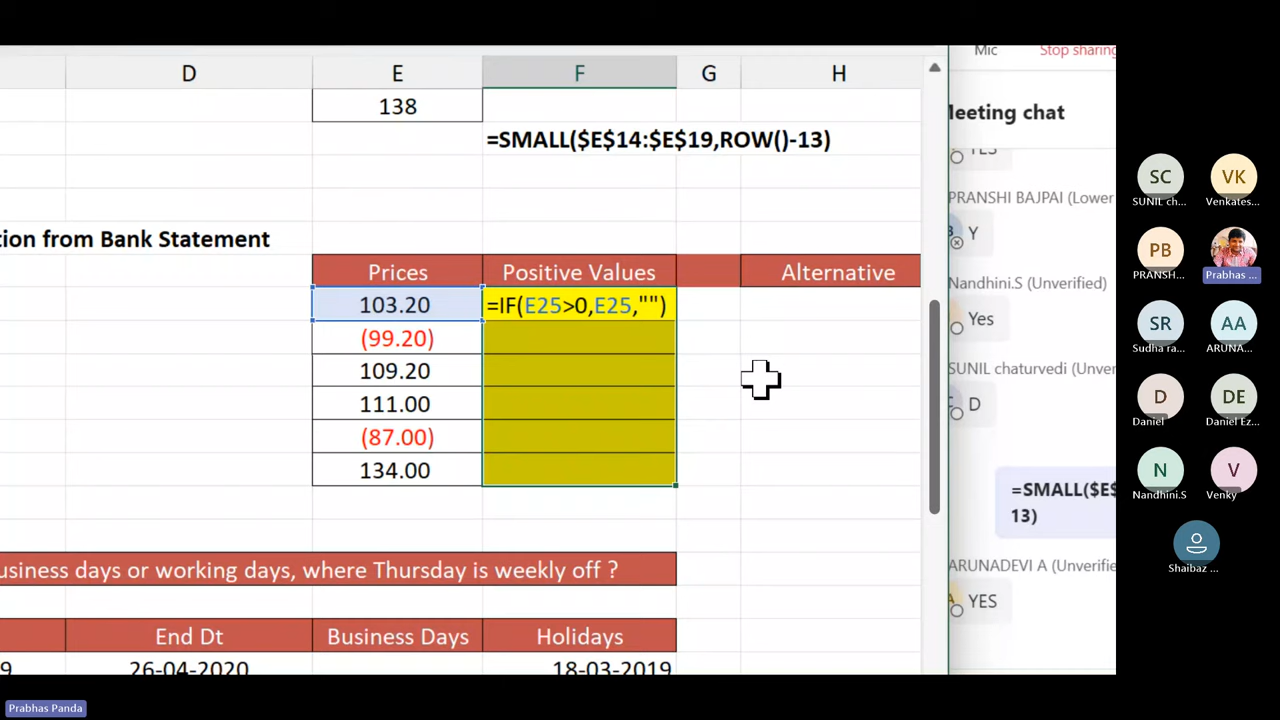 Mic
Stop sharing
D
E
F
G
H
138
=SMALL($E$14:$E$19,ROW()-13)
tion from Bank Statement
Prices
Positive Values
Alternative
103.20
=IF(E25>0,E25,"")
(99.20)
109.20
111.00
(87.00)
134.00
usiness days or working days, where Thursday is weekly off ?
End Dt
Business Days
Holidays
9
26-04-2020
18-03-2019
Meeting chat
YES
PRANSHI BAJPAI (Lower
Y
Nandhini.S (Unverified)
Yes
SUNIL chaturvedi (Unver
D
=SMALL($E$
13)
ARUNADEVI A (Unverifie
YES
SC
SUNIL ch...
VK
Venkates...
PB
PRANSH...
Prabhas ...
SR
Sudha ra...
AA
ARUNA...
D
Daniel
DE
Daniel Ez...
N
Nandhini.S
V
Venky
Shaibaz ...
Prabhas Panda